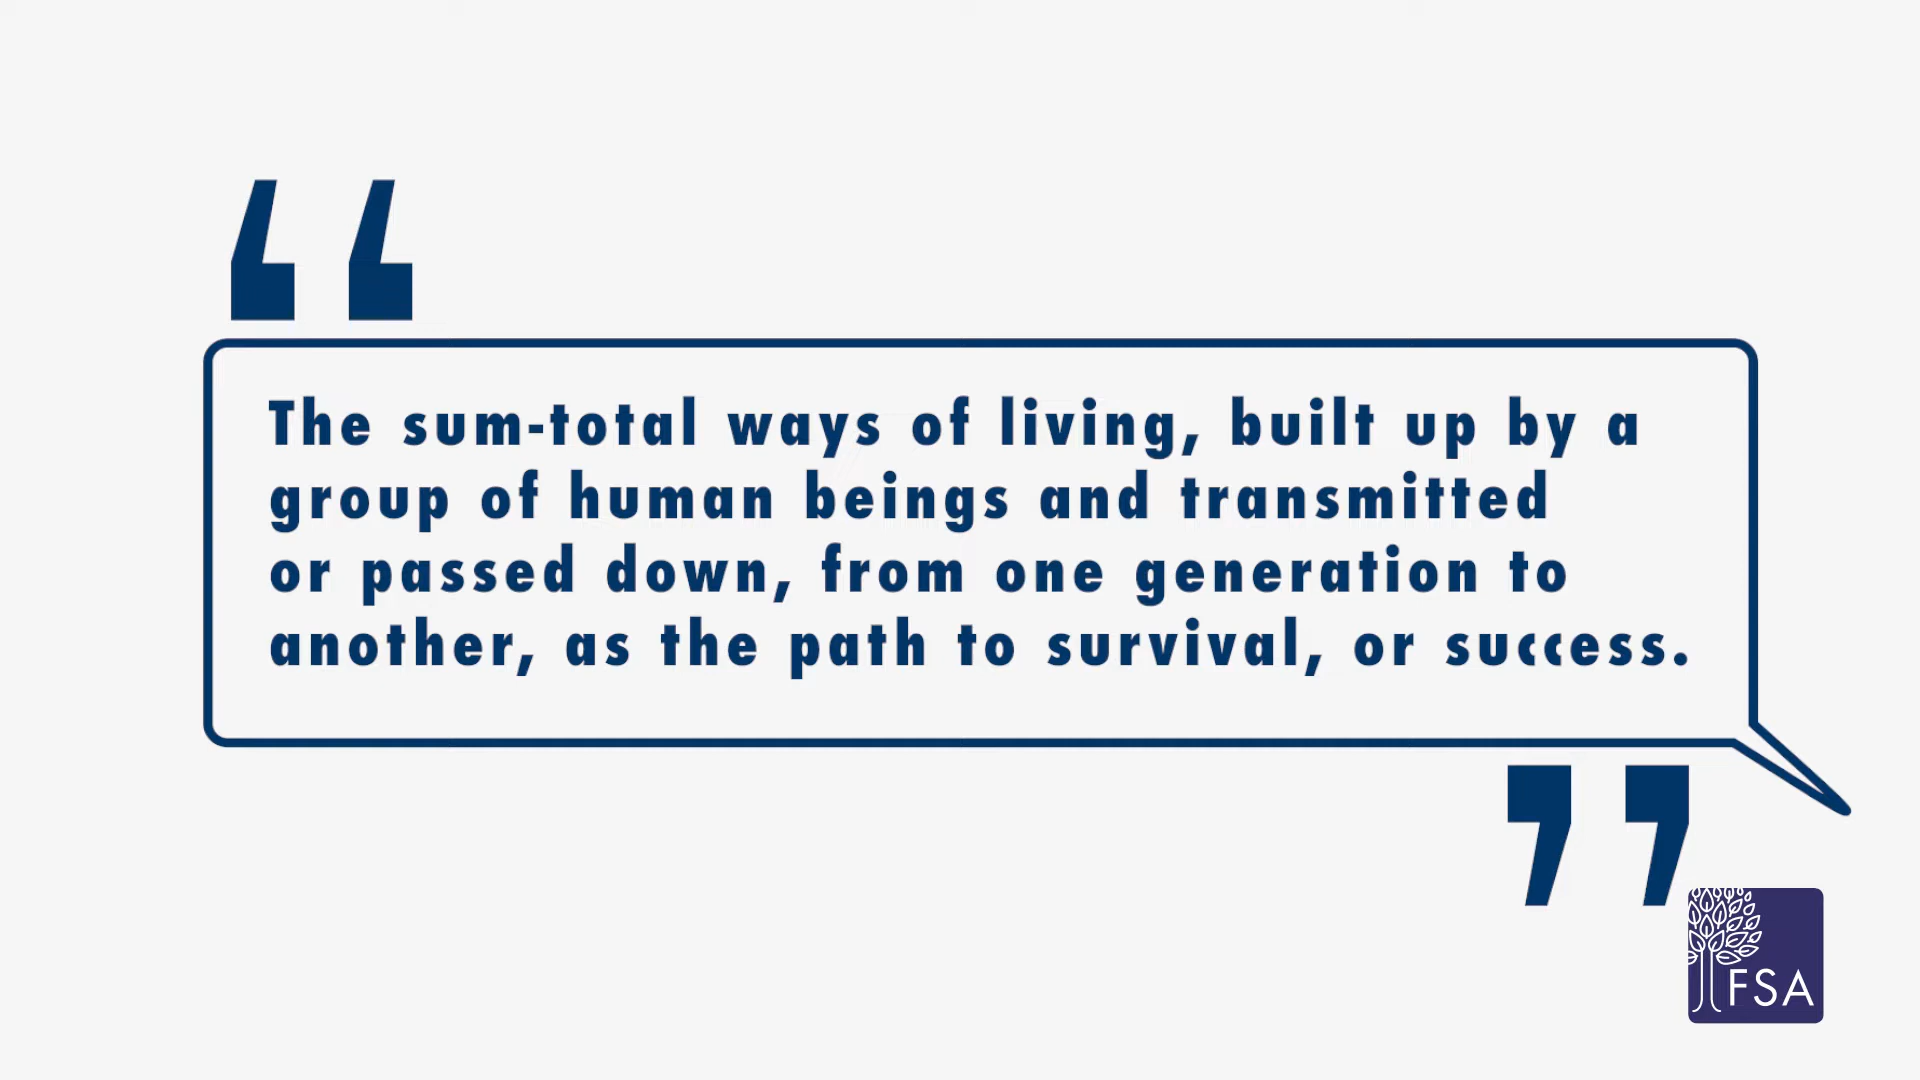 The sum-total ways of living, built up by a
group of human beings and transmitted
or passed down, from one generation to
another, as the path to survival, or success.
FSA